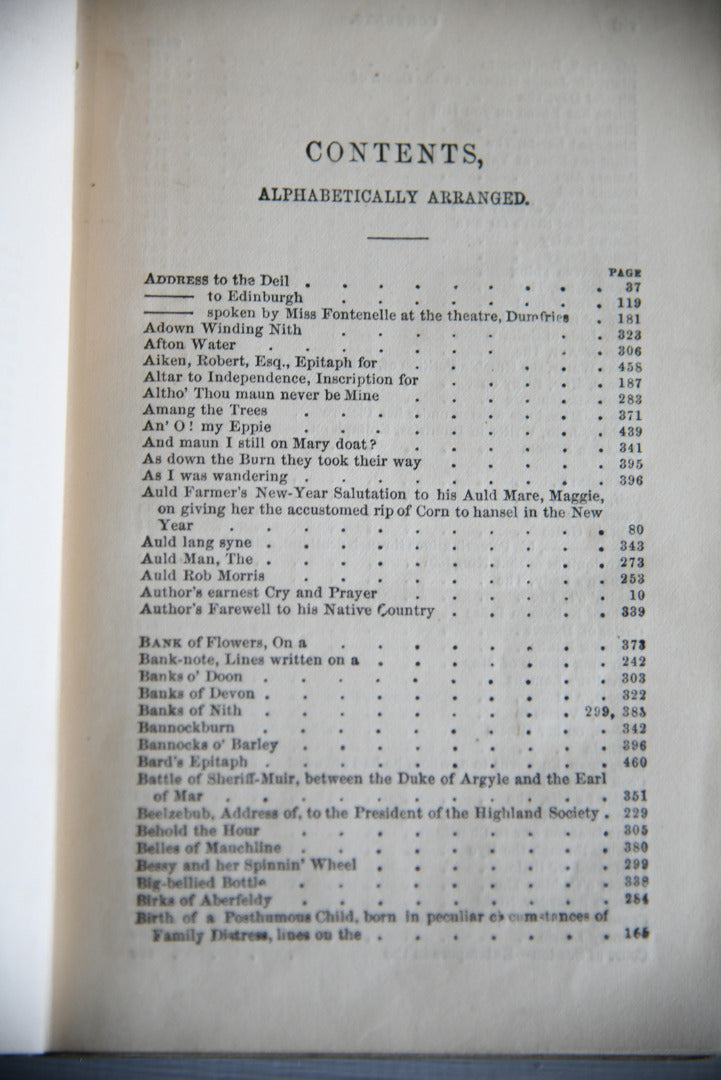 CONTENTS,
ALPHABETICALLY ARRANGED.
PAGE
ADDRESS to the Deil . . . . . . . . . 37
—— to Edinburgh . . . . . . . . 119
—— spoken by Miss Fontenelle at the theatre, Dumfries . 181
Adown Winding Nith . . . . . . . 323
Afton Water . . . . . . . . . 306
Aiken, Robert, Esq., Epitaph for . . . . . . 458
Altar to Independence, Inscription for . . . . . 187
Altho' Thou maun never be Mine . . . . . . 283
Amang the Trees . . . . . . . . . 371
An' O! my Eppie . . . . . . . . . 439
And maun I still on Mary doat? . . . . . . 341
As down the Burn they took their way . . . . . 395
As I was wandering . . . . . . . . . 396
Auld Farmer's New-Year Salutation to his Auld Mare, Maggie,
on giving her the accustomed rip of Corn to hansel in the New
Year . . . . . . . . . . . 80
Auld lang syne . . . . . . . . . . 343
Auld Man, The . . . . . . . . . . 273
Auld Rob Morris . . . . . . . . . 253
Author's earnest Cry and Prayer . . . . . . 10
Author's Farewell to his Native Country . . . . . 339
BANK of Flowers, On a . . . . . . . . 373
Bank-note, Lines written on a . . . . . . . 242
Banks o' Doon . . . . . . . . . . 303
Banks of Devon . . . . . . . . . . 322
Banks of Nith . . . . . . . . . 299, 385
Bannockburn . . . . . . . . . . 342
Bannocks o' Barley . . . . . . . . . 396
Bard's Epitaph . . . . . . . . . . 460
Battle of Sheriff-Muir, between the Duke of Argyle and the Earl
of Mar . . . . . . . . . . . 351
Beelzebub, Address of, to the President of the Highland Society . 229
Behold the Hour . . . . . . . . . 305
Belles of Mauchline . . . . . . . . . 380
Bessy and her Spinnin' Wheel . . . . . . . 299
Big-bellied Bottle . . . . . . . . . 338
Birks of Aberfeldy . . . . . . . . . 284
Birth of a Posthumous Child, born in peculiar circumstances of
Family Distress, lines on the . . . . . . . 166